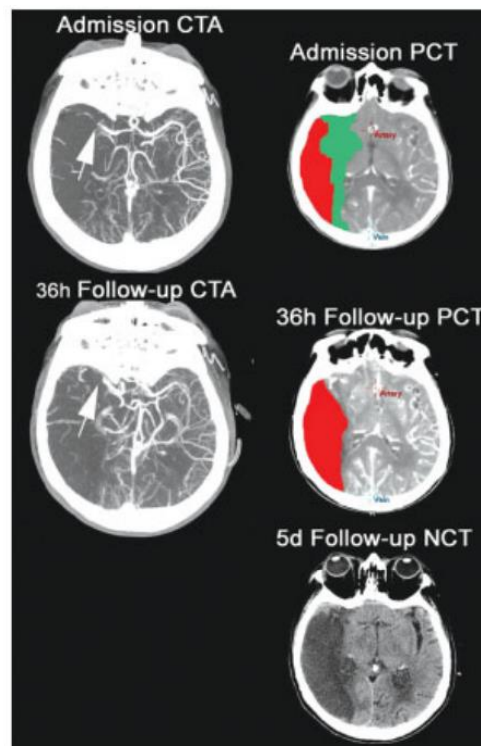 Admission CTA
Admission PCT
Artery
Vein
36h Follow-up CTA
36h Follow-up PCT
Artery
Vein
5d Follow-up NCT